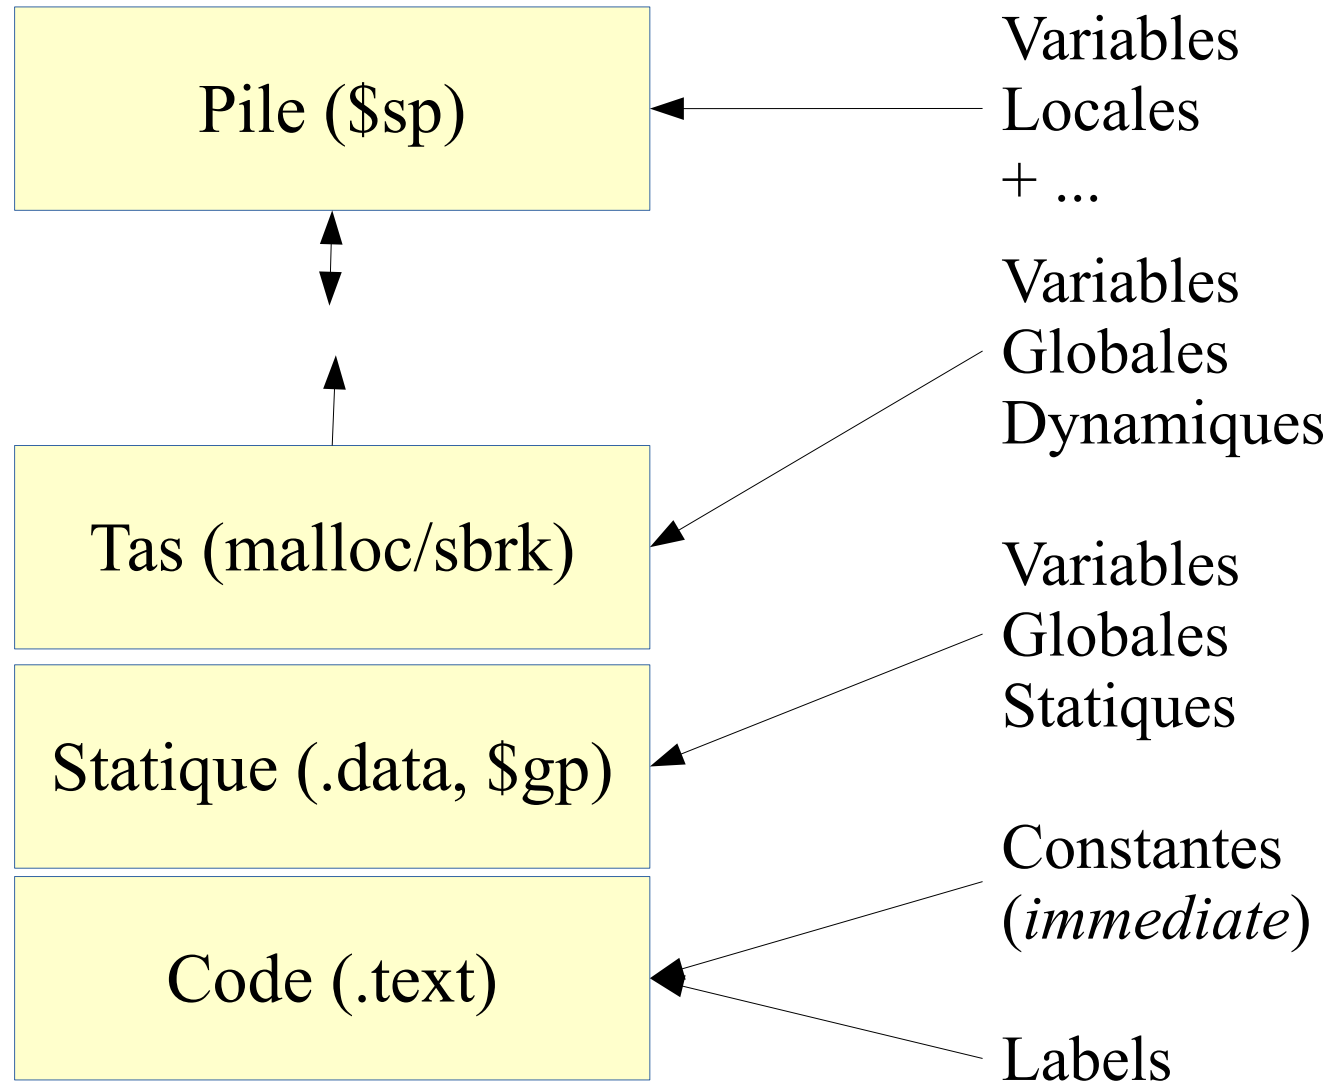 Pile ($sp)
Variables
Locales
+ ...
Variables
Globales
Dynamiques
Tas (malloc/sbrk)
Variables
Globales
Statiques
Statique (.data, $gp)
Constantes
(immediate)
Code (.text)
Labels